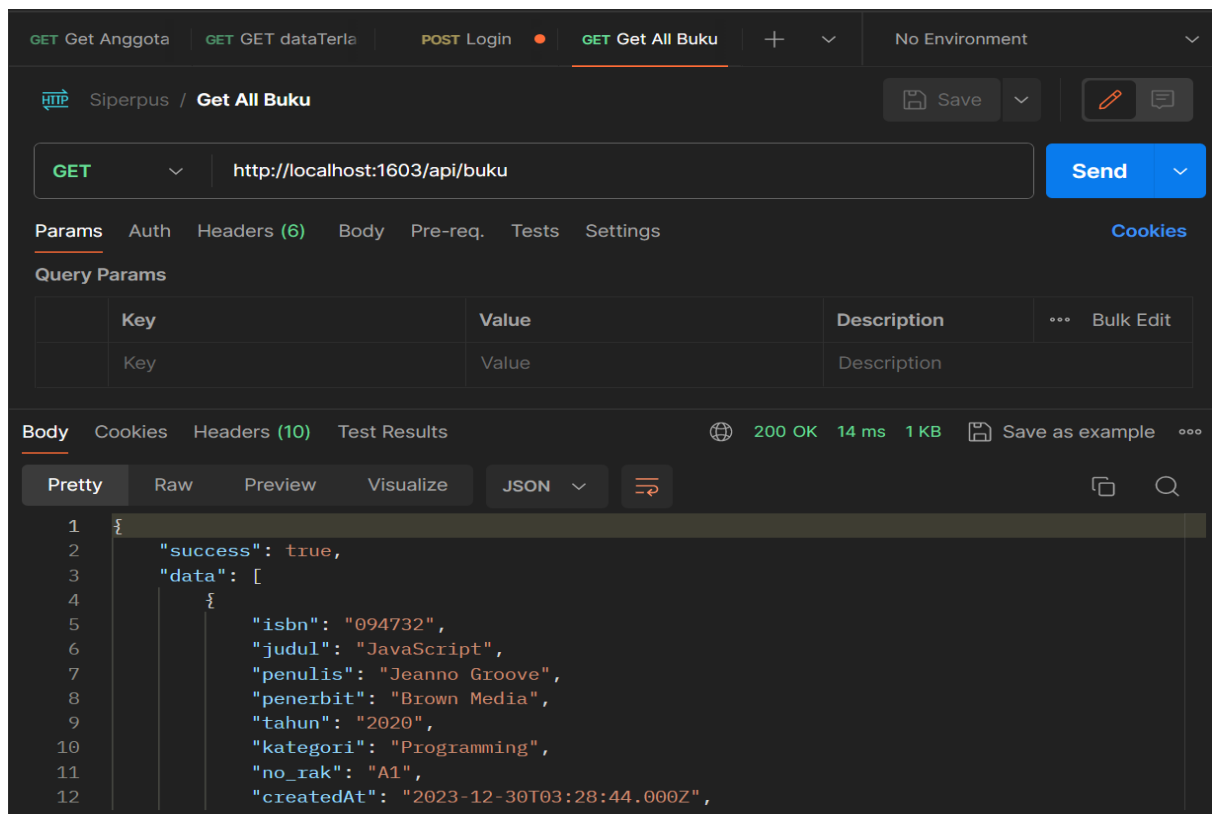 GET Get Anggota GET GET dataTerla POST Login GET Get All Buku No Environment
HTTP Siperpus / Get All Buku Save
GET http://localhost:1603/api/buku Send
Params Auth Headers (6) Body Pre-req. Tests Settings Cookies
Query Params
Key Value Description Bulk Edit
Key Value Description
Body Cookies Headers (10) Test Results 200 OK 14 ms 1 KB Save as example
Pretty Raw Preview Visualize JSON
1 {
2 "success": true,
3 "data": [
4 {
5 "isbn": "094732",
6 "judul": "JavaScript",
7 "penulis": "Jeanno Groove",
8 "penerbit": "Brown Media",
9 "tahun": "2020",
10 "kategori": "Programming",
11 "no_rak": "A1",
12 "createdAt": "2023-12-30T03:28:44.000Z",